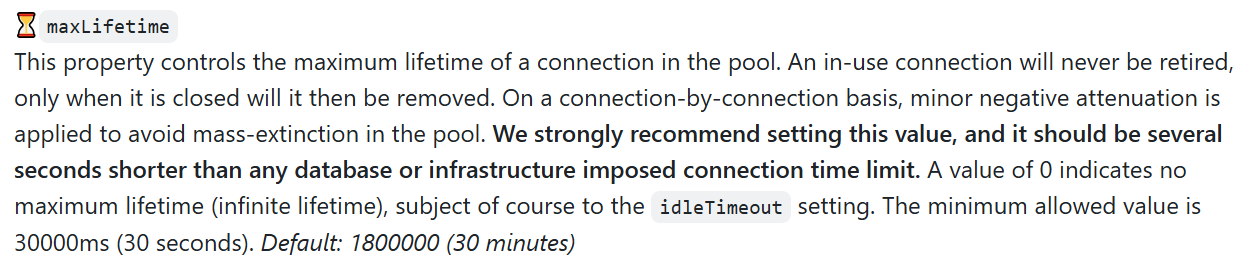 ⏳ maxLifetime
This property controls the maximum lifetime of a connection in the pool. An in-use connection will never be retired,
only when it is closed will it then be removed. On a connection-by-connection basis, minor negative attenuation is
applied to avoid mass-extinction in the pool. We strongly recommend setting this value, and it should be several
seconds shorter than any database or infrastructure imposed connection time limit. A value of 0 indicates no
maximum lifetime (infinite lifetime), subject of course to the idleTimeout setting. The minimum allowed value is
30000ms (30 seconds). Default: 1800000 (30 minutes)